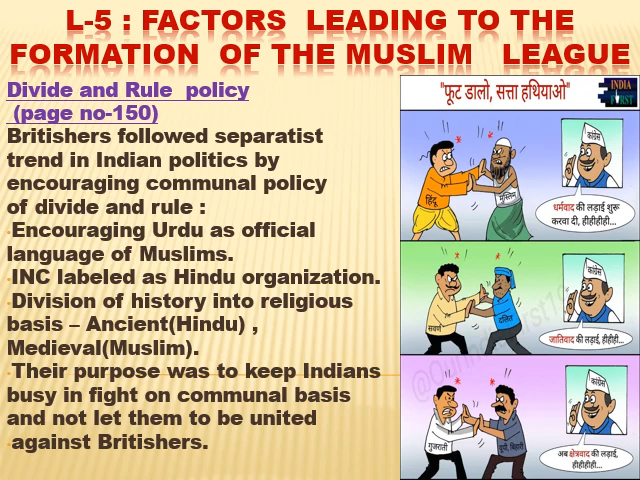 L-5 : FACTORS LEADING TO THE
FORMATION OF THE MUSLIM LEAGUE
Divide and Rule policy
(page no-150)
Britishers followed separatist
trend in Indian politics by
encouraging communal policy
of divide and rule :
Encouraging Urdu as official
language of Muslims.
INC labeled as Hindu organization.
Division of history into religious
basis – Ancient(Hindu) ,
Medieval(Muslim).
Their purpose was to keep Indians
busy in fight on communal basis
and not let them to be united
against Britishers.
"फूट डालो, सत्ता हथियाओ"
INDIA
FIRST
कांग्रेस
हिंदू
मुस्लिम
धर्मवाद की लड़ाई शुरू
करवा दी, हीहीहीही...
कांग्रेस
सवर्ण
दलित
जातिवाद की लड़ाई, हीहीही...
कांग्रेस
गुजराती
यूपी, बिहारी
अब क्षेत्रवाद की लड़ाई,
हीहीहीही...